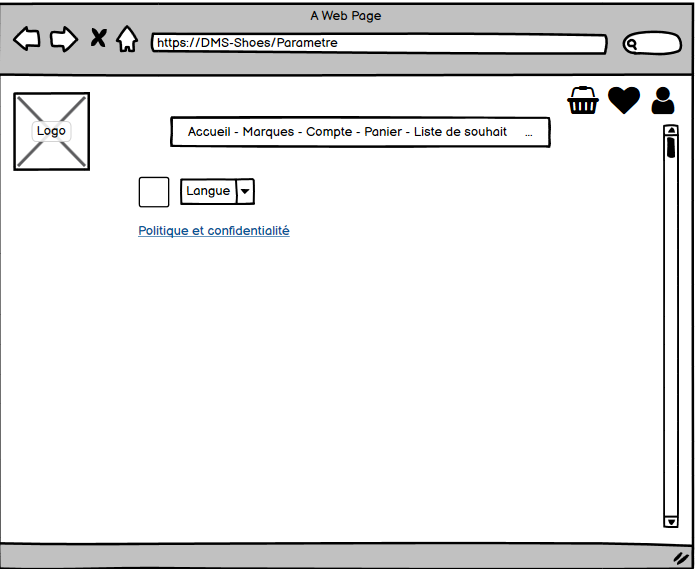 A Web Page
https://DMS-Shoes/Parametre
Logo
Accueil - Marques - Compte - Panier - Liste de souhait ...
Langue
Politique et confidentialité